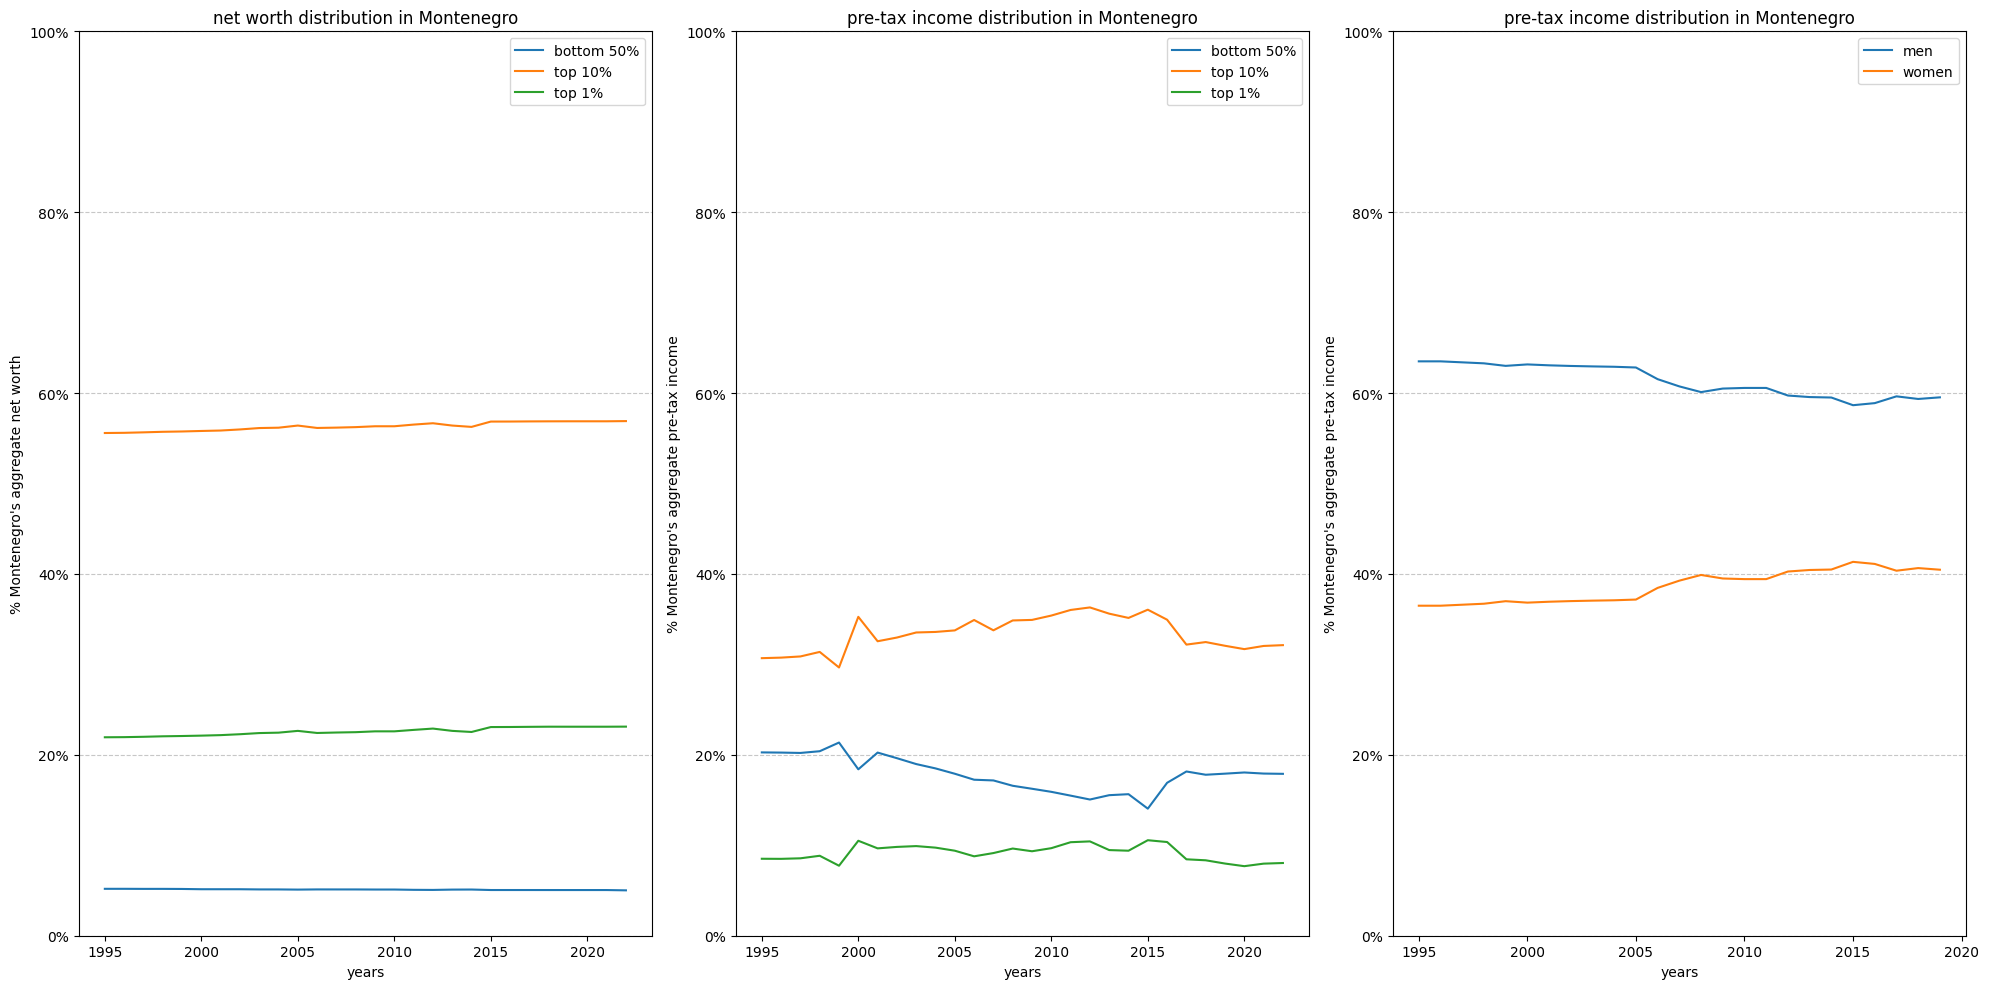 net worth distribution in Montenegro
% Montenegro's aggregate net worth
100%
80%
60%
40%
20%
0%
bottom 50%
top 10%
top 1%
1995
2000
2005
2010
2015
2020
years
pre-tax income distribution in Montenegro
% Montenegro's aggregate pre-tax income
100%
80%
60%
40%
20%
0%
bottom 50%
top 10%
top 1%
1995
2000
2005
2010
2015
2020
years
pre-tax income distribution in Montenegro
% Montenegro's aggregate pre-tax income
100%
80%
60%
40%
20%
0%
men
women
1995
2000
2005
2010
2015
2020
years